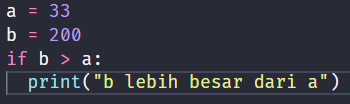 a = 33
b = 200
if b > a:
  print("b lebih besar dari a")